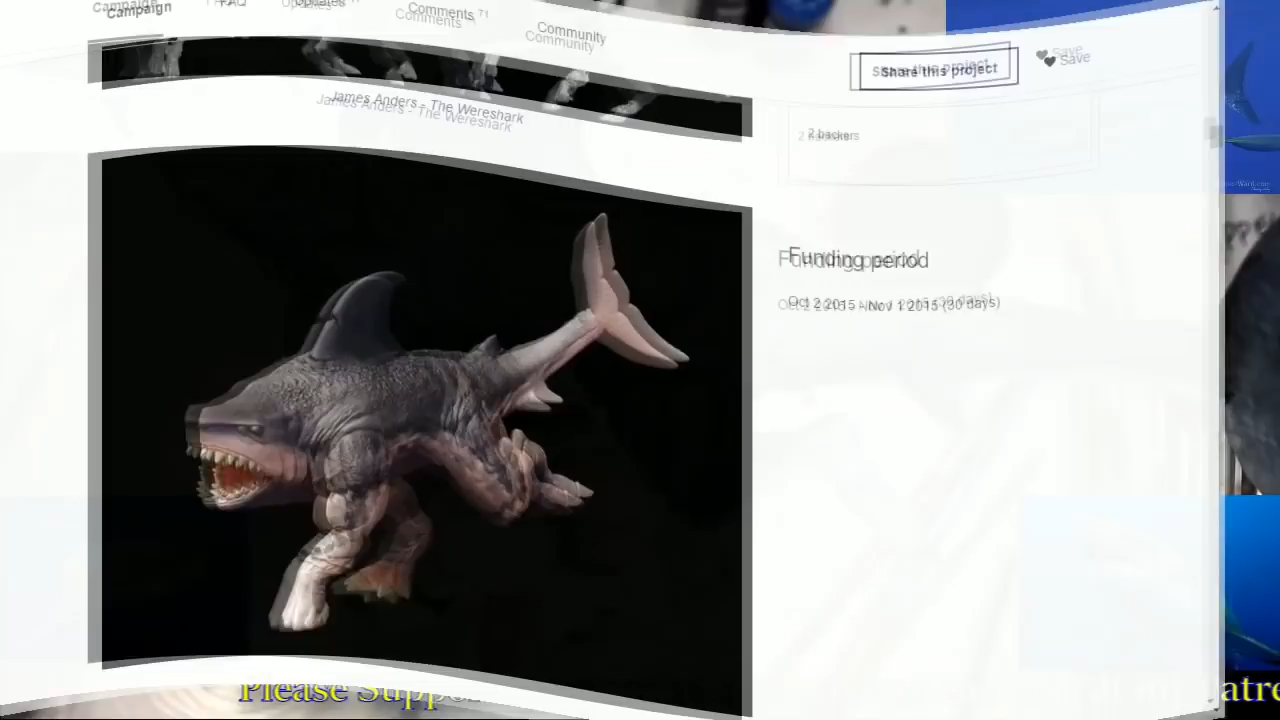 Campaign
FAQ
Updates
Comments 71
Community
Share this project
Save
James Anders - The Wereshark
2 backers
Funding period
Oct 2 2015 - Nov 1 2015 (30 days)
Please